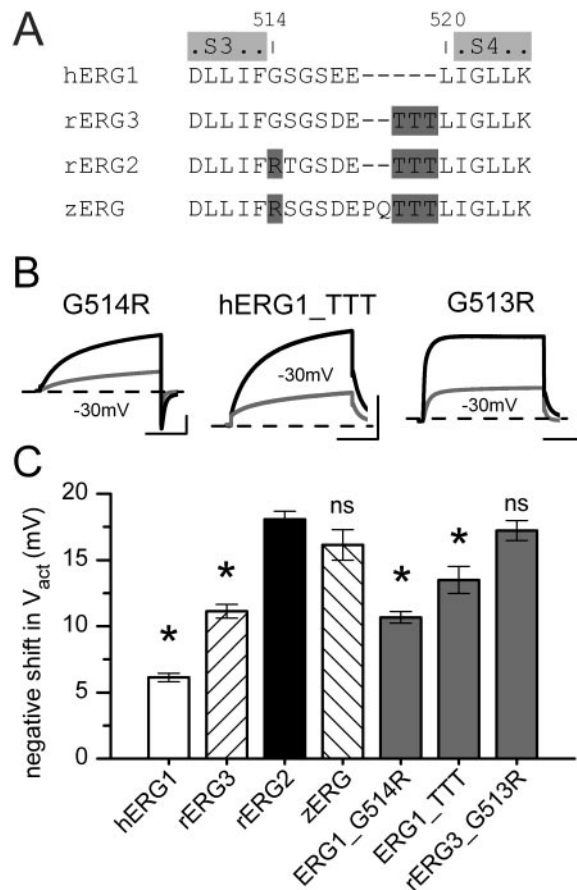 A
514 520
.S3.. .S4..
hERG1 DLLIFGSGSEE-----LIGLLK
rERG3 DLLIFGSGSDE--TTTLIGLLK
rERG2 DLLIFRTGSDE--TTTLIGLLK
zERG DLLIFRSGSDEPQTTTLIGLLK
B
G514R hERG1_TTT G513R
-30mV -30mV -30mV
C
negative shift in Vact (mV)
20
15
10
5
0
* * ns * * ns
hERG1 rERG3 rERG2 zERG ERG1_G514R ERG1_TTT rERG3_G513R